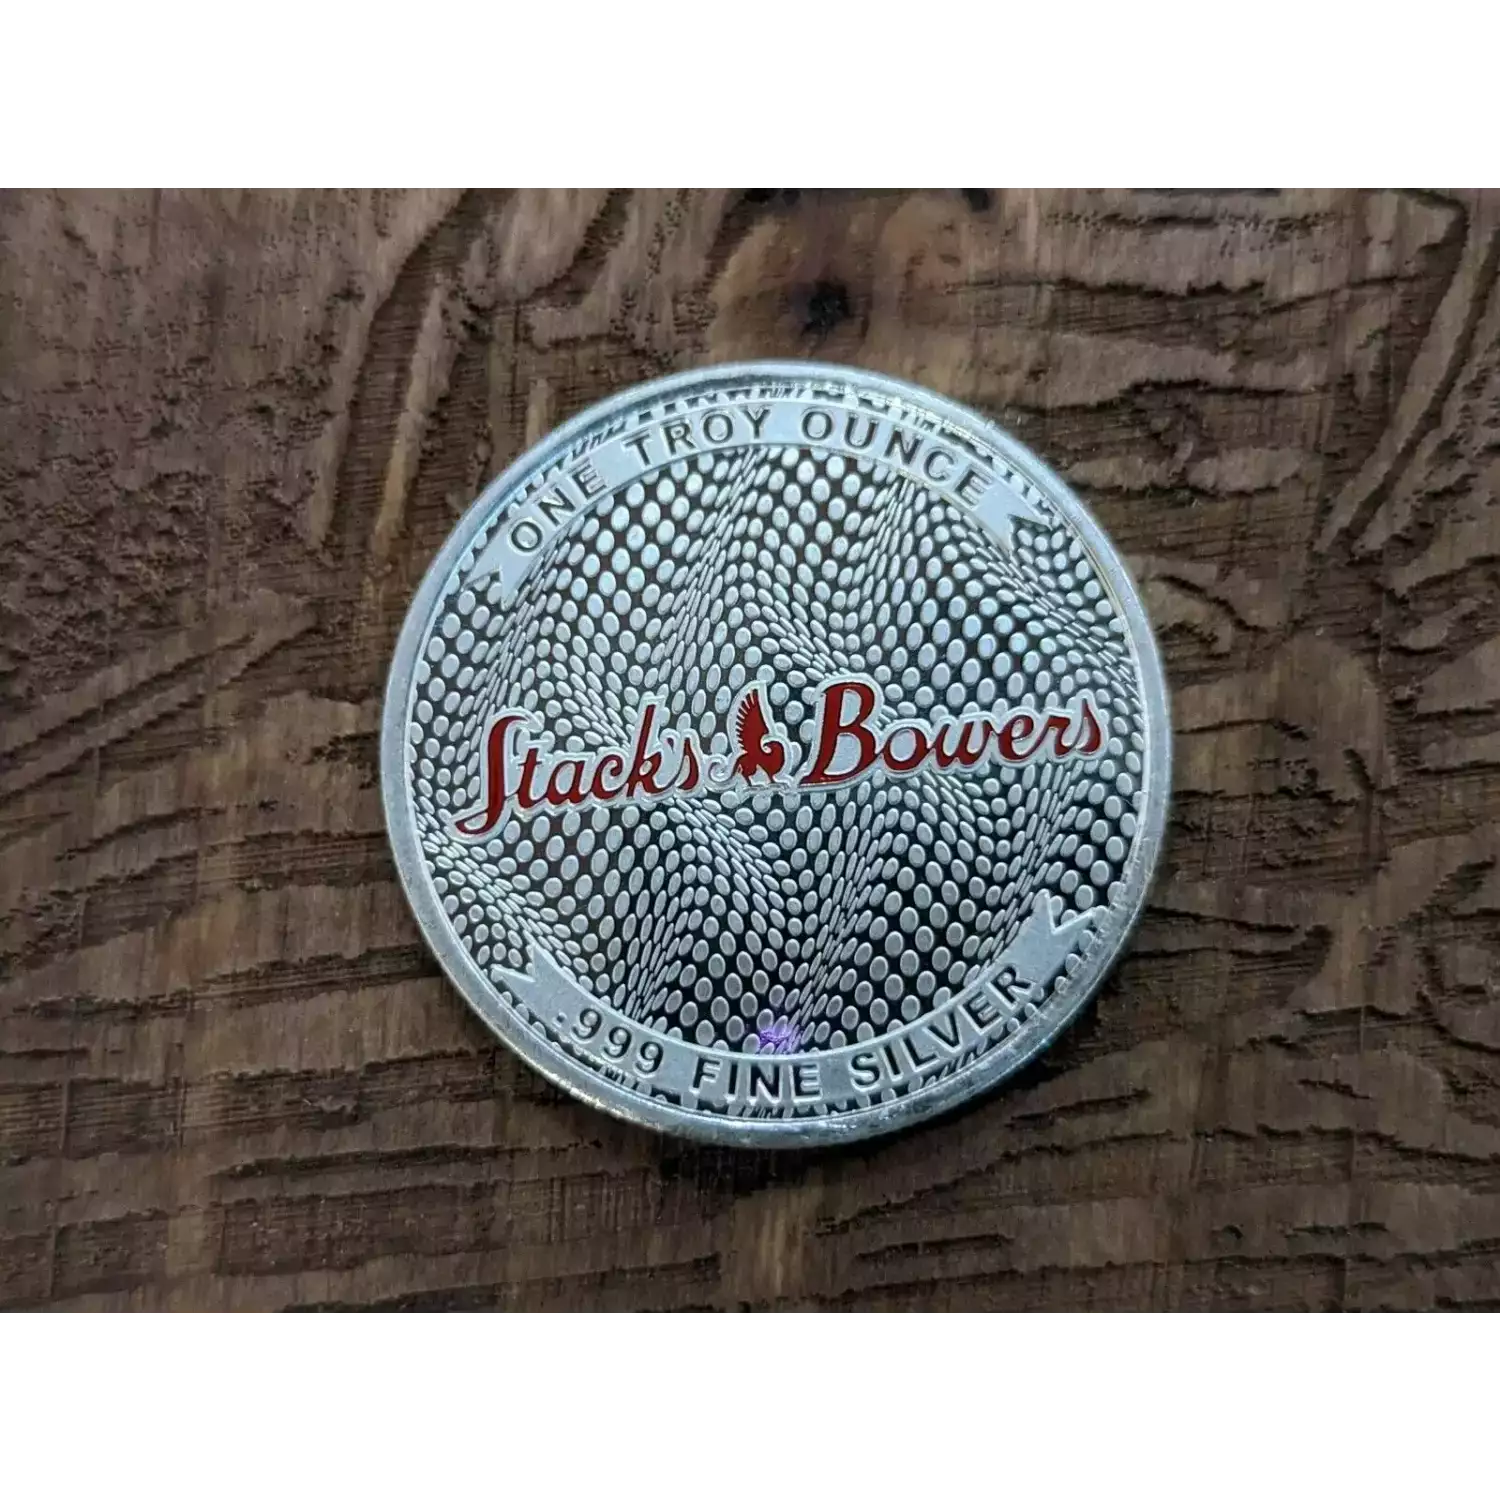 ONE TROY OUNCE
Stack's Bowers
.999 FINE SILVER